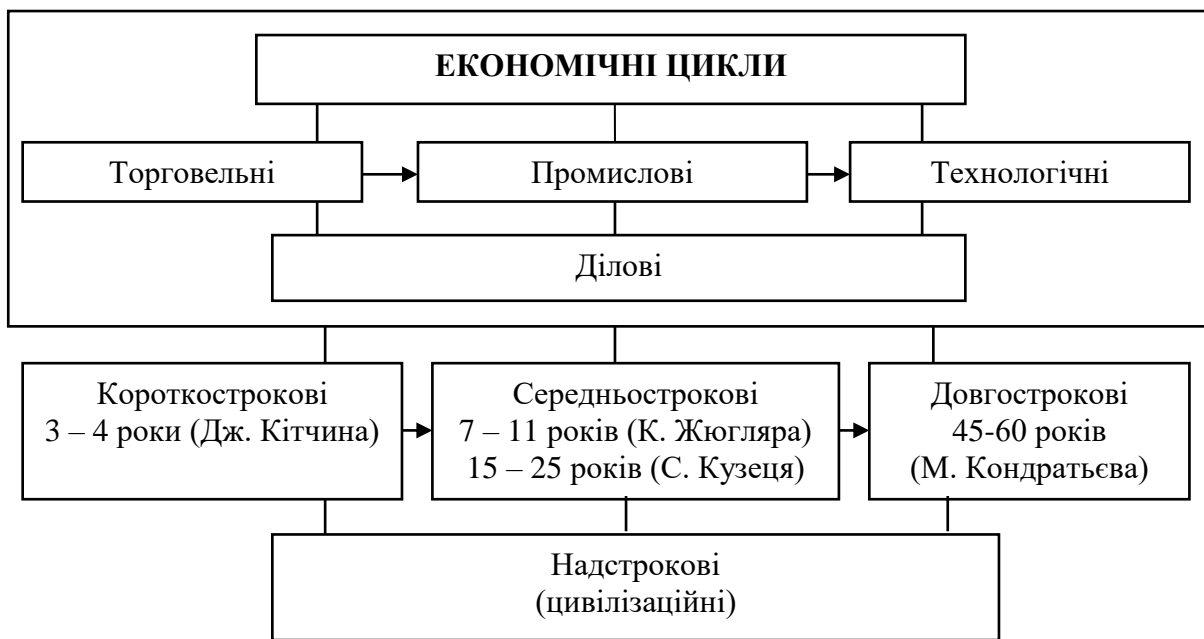 ЕКОНОМІЧНІ ЦИКЛИ
Торговельні
Промислові
Технологічні
Ділові
Короткострокові
3 – 4 роки (Дж. Кітчина)
Середньострокові
7 – 11 років (К. Жюгляра)
15 – 25 років (С. Кузеця)
Довгострокові
45-60 років
(М. Кондратьєва)
Надстрокові
(цивілізаційні)